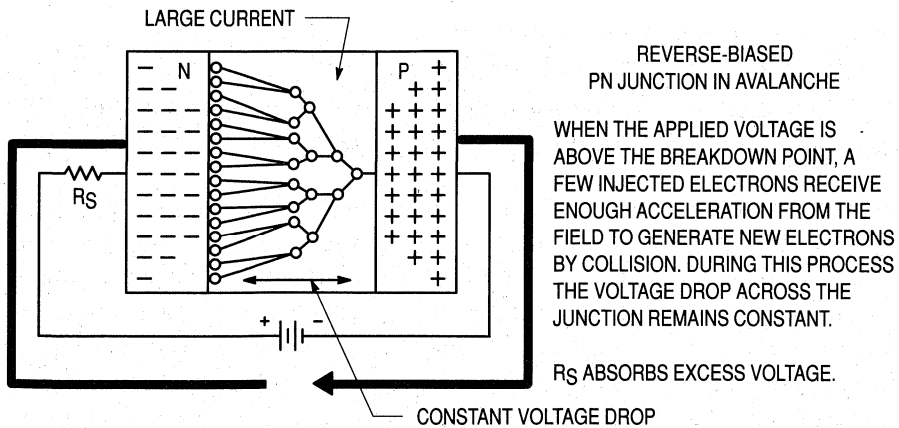 LARGE CURRENT
N
P
R_S
+ −
CONSTANT VOLTAGE DROP
REVERSE-BIASED
PN JUNCTION IN AVALANCHE
WHEN THE APPLIED VOLTAGE IS
ABOVE THE BREAKDOWN POINT, A
FEW INJECTED ELECTRONS RECEIVE
ENOUGH ACCELERATION FROM THE
FIELD TO GENERATE NEW ELECTRONS
BY COLLISION. DURING THIS PROCESS
THE VOLTAGE DROP ACROSS THE
JUNCTION REMAINS CONSTANT.
R_S ABSORBS EXCESS VOLTAGE.